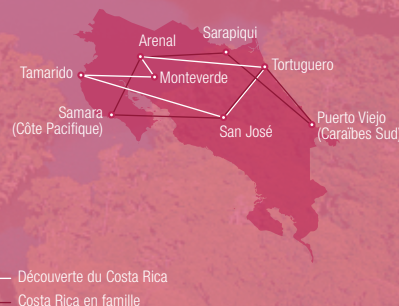 Sarapiqui
Arenal
Tortuguero
Tamarido
Monteverde
Samara
(Côte Pacifique)
San José
Puerto Viejo
(Caraïbes Sud)
Découverte du Costa Rica
Costa Rica en famille